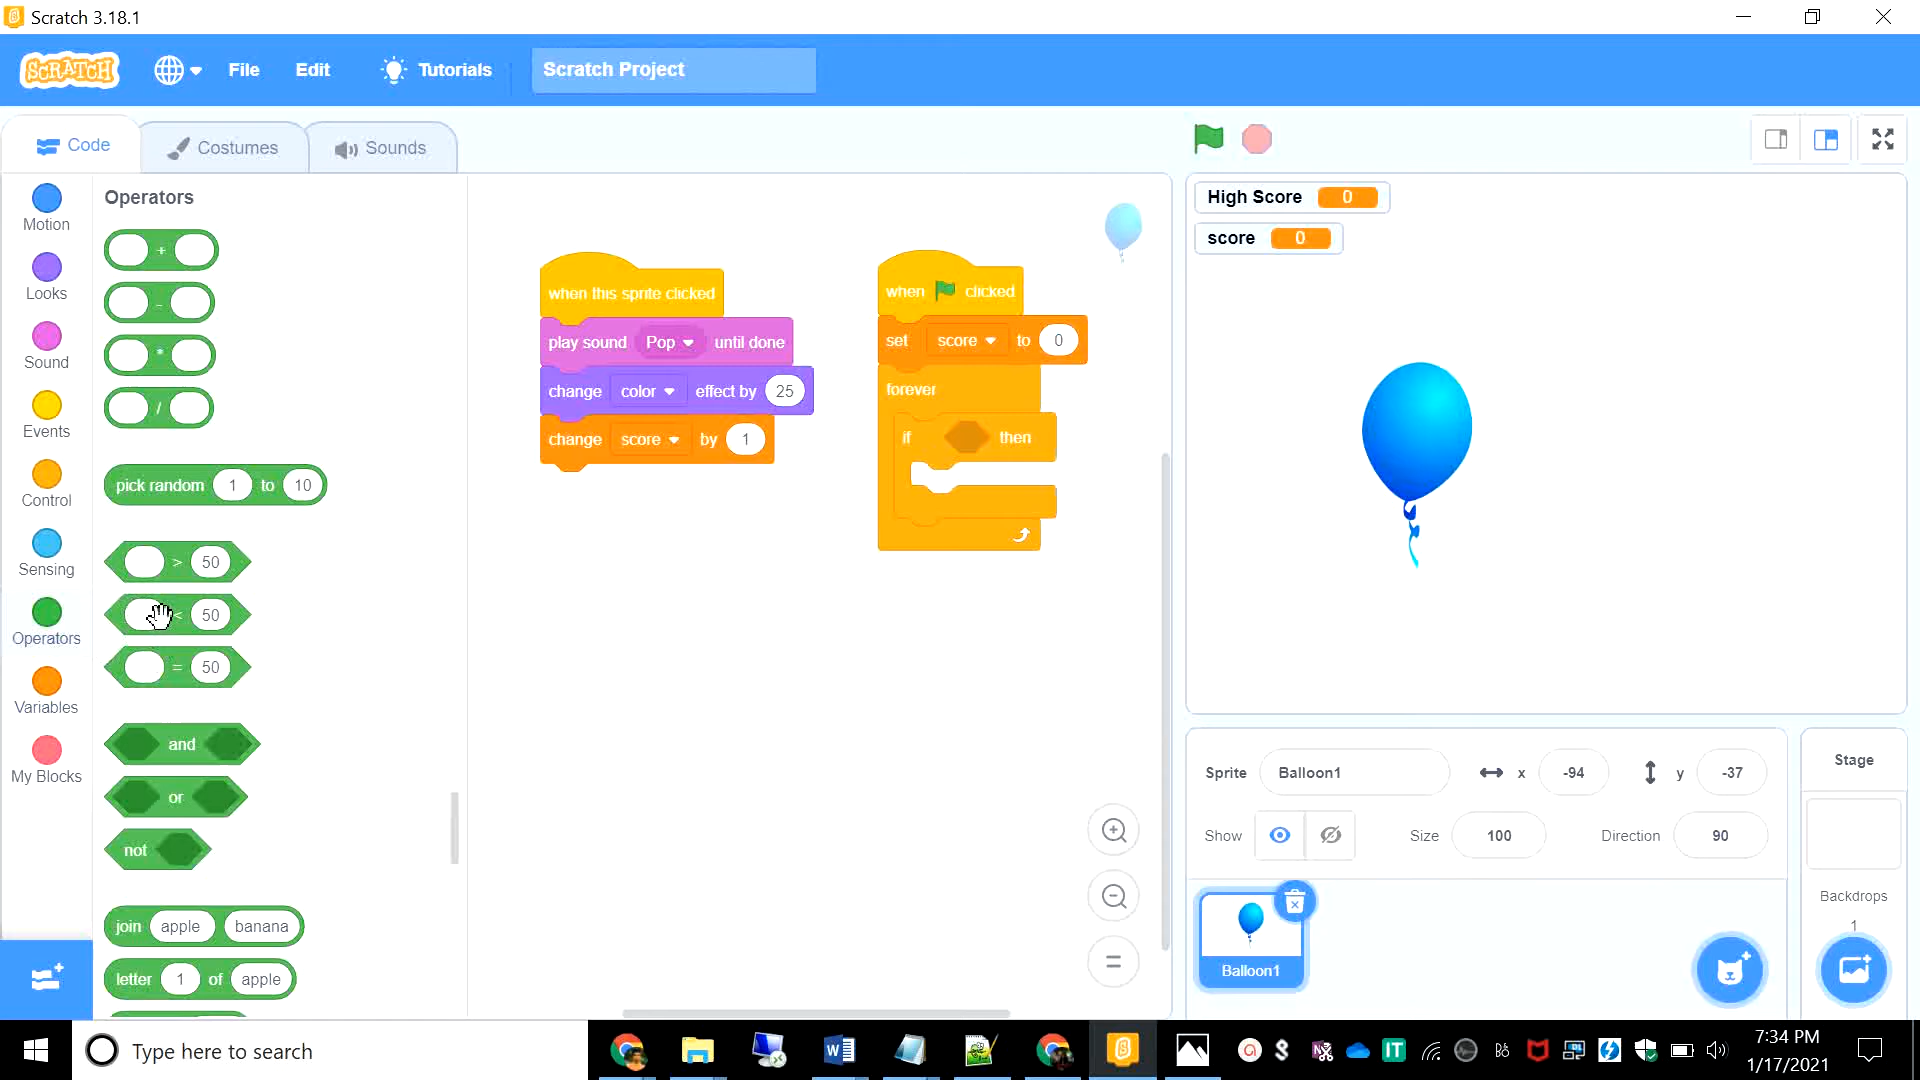 Scratch 3.18.1
SCRATCH
File
Edit
Tutorials
Scratch Project
Code
Costumes
Sounds
Motion
Looks
Sound
Events
Control
Sensing
Operators
Variables
My Blocks
Operators
+
-
*
/
pick random 1 to 10
> 50
< 50
= 50
and
or
not
join apple banana
letter 1 of apple
when this sprite clicked
play sound Pop until done
change color effect by 25
change score by 1
when clicked
set score to 0
forever
if then
High Score 0
score 0
Sprite Balloon1 x -94 y -37
Show Size 100 Direction 90
Balloon1
Stage
Backdrops
1
Type here to search
7:34 PM
1/17/2021